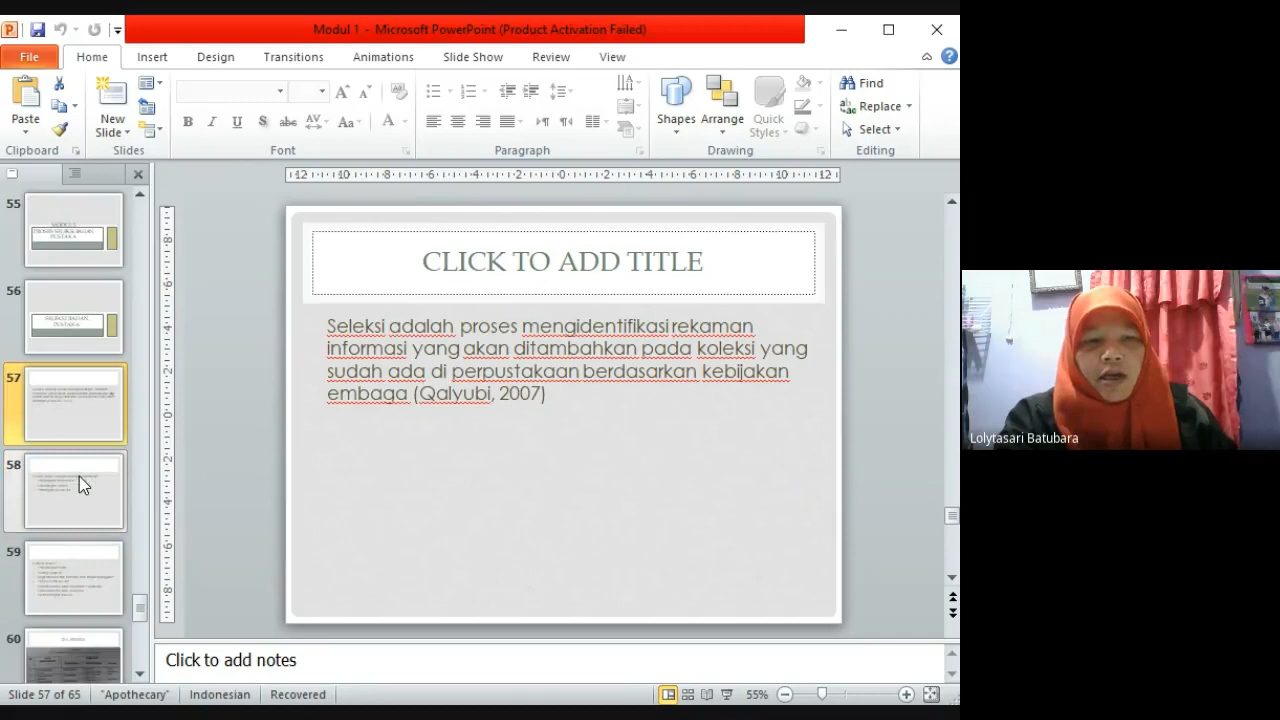 Modul 1 - Microsoft PowerPoint (Product Activation Failed)
File Home Insert Design Transitions Animations Slide Show Review View
Paste
New
Slide
Shapes Arrange Quick
Styles
Find
Replace
Select
Clipboard Slides Font Paragraph Drawing Editing
55
56
57
58
59
60
CLICK TO ADD TITLE
Seleksi adalah proses mengidentifikasi rekaman
informasi yang akan ditambahkan pada koleksi yang
sudah ada di perpustakaan berdasarkan kebijakan
embaga (Qalyubi, 2007)
Click to add notes
Slide 57 of 65 "Apothecary" Indonesian Recovered 55%
Lolytasari Batubara